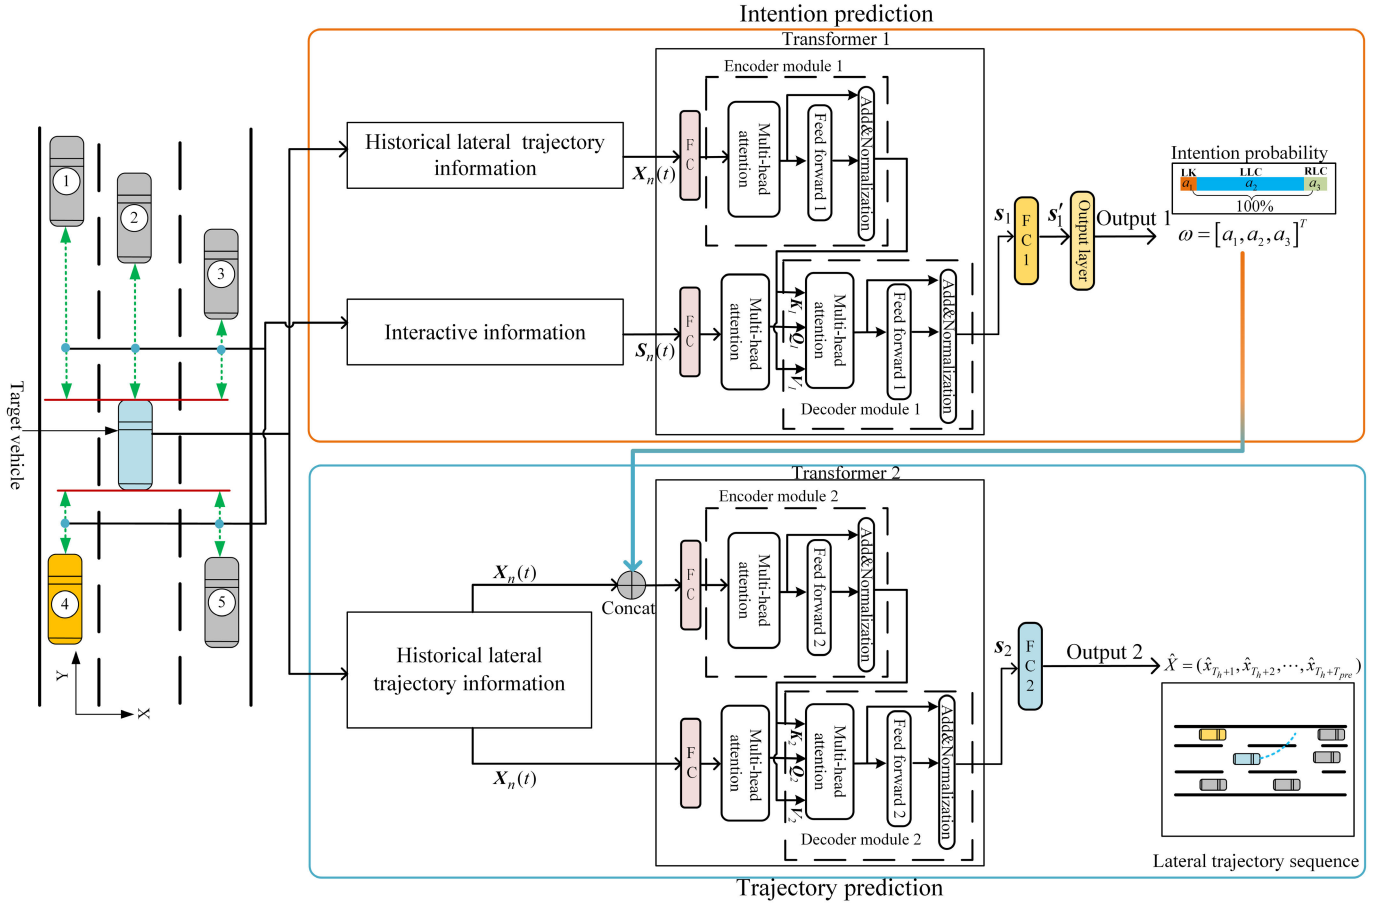 Intention prediction
Transformer 1
Encoder module 1
Historical lateral trajectory
information
X_n(t)
F
C
Multi-head
attention
Feed forward 1
Add&Normalization
Interactive information
S_n(t)
F
C
Multi-head
attention
K_1
Q_1
V_1
Multi-head
attention
Feed forward 1
Add&Normalization
Decoder module 1
s_1
F
C
1
s_1′
Output layer
Output 1
Intention probability
LK LLC RLC
a_1 a_2 a_3
100%
ω = [a_1, a_2, a_3]^T
1
2
3
Target vehicle
4
5
Y
X
Transformer 2
Encoder module 2
X_n(t)
Concat
F
C
Multi-head
attention
Feed forward 2
Add&Normalization
Historical lateral
trajectory information
X_n(t)
F
C
Multi-head
attention
K_2
Q_2
V_2
Multi-head
attention
Feed forward 2
Add&Normalization
Decoder module 2
s_2
F
C
2
Output 2
X̂ = (x̂_{T_h+1}, x̂_{T_h+2}, ⋯, x̂_{T_h+T_pre})
Lateral trajectory sequence
Trajectory prediction